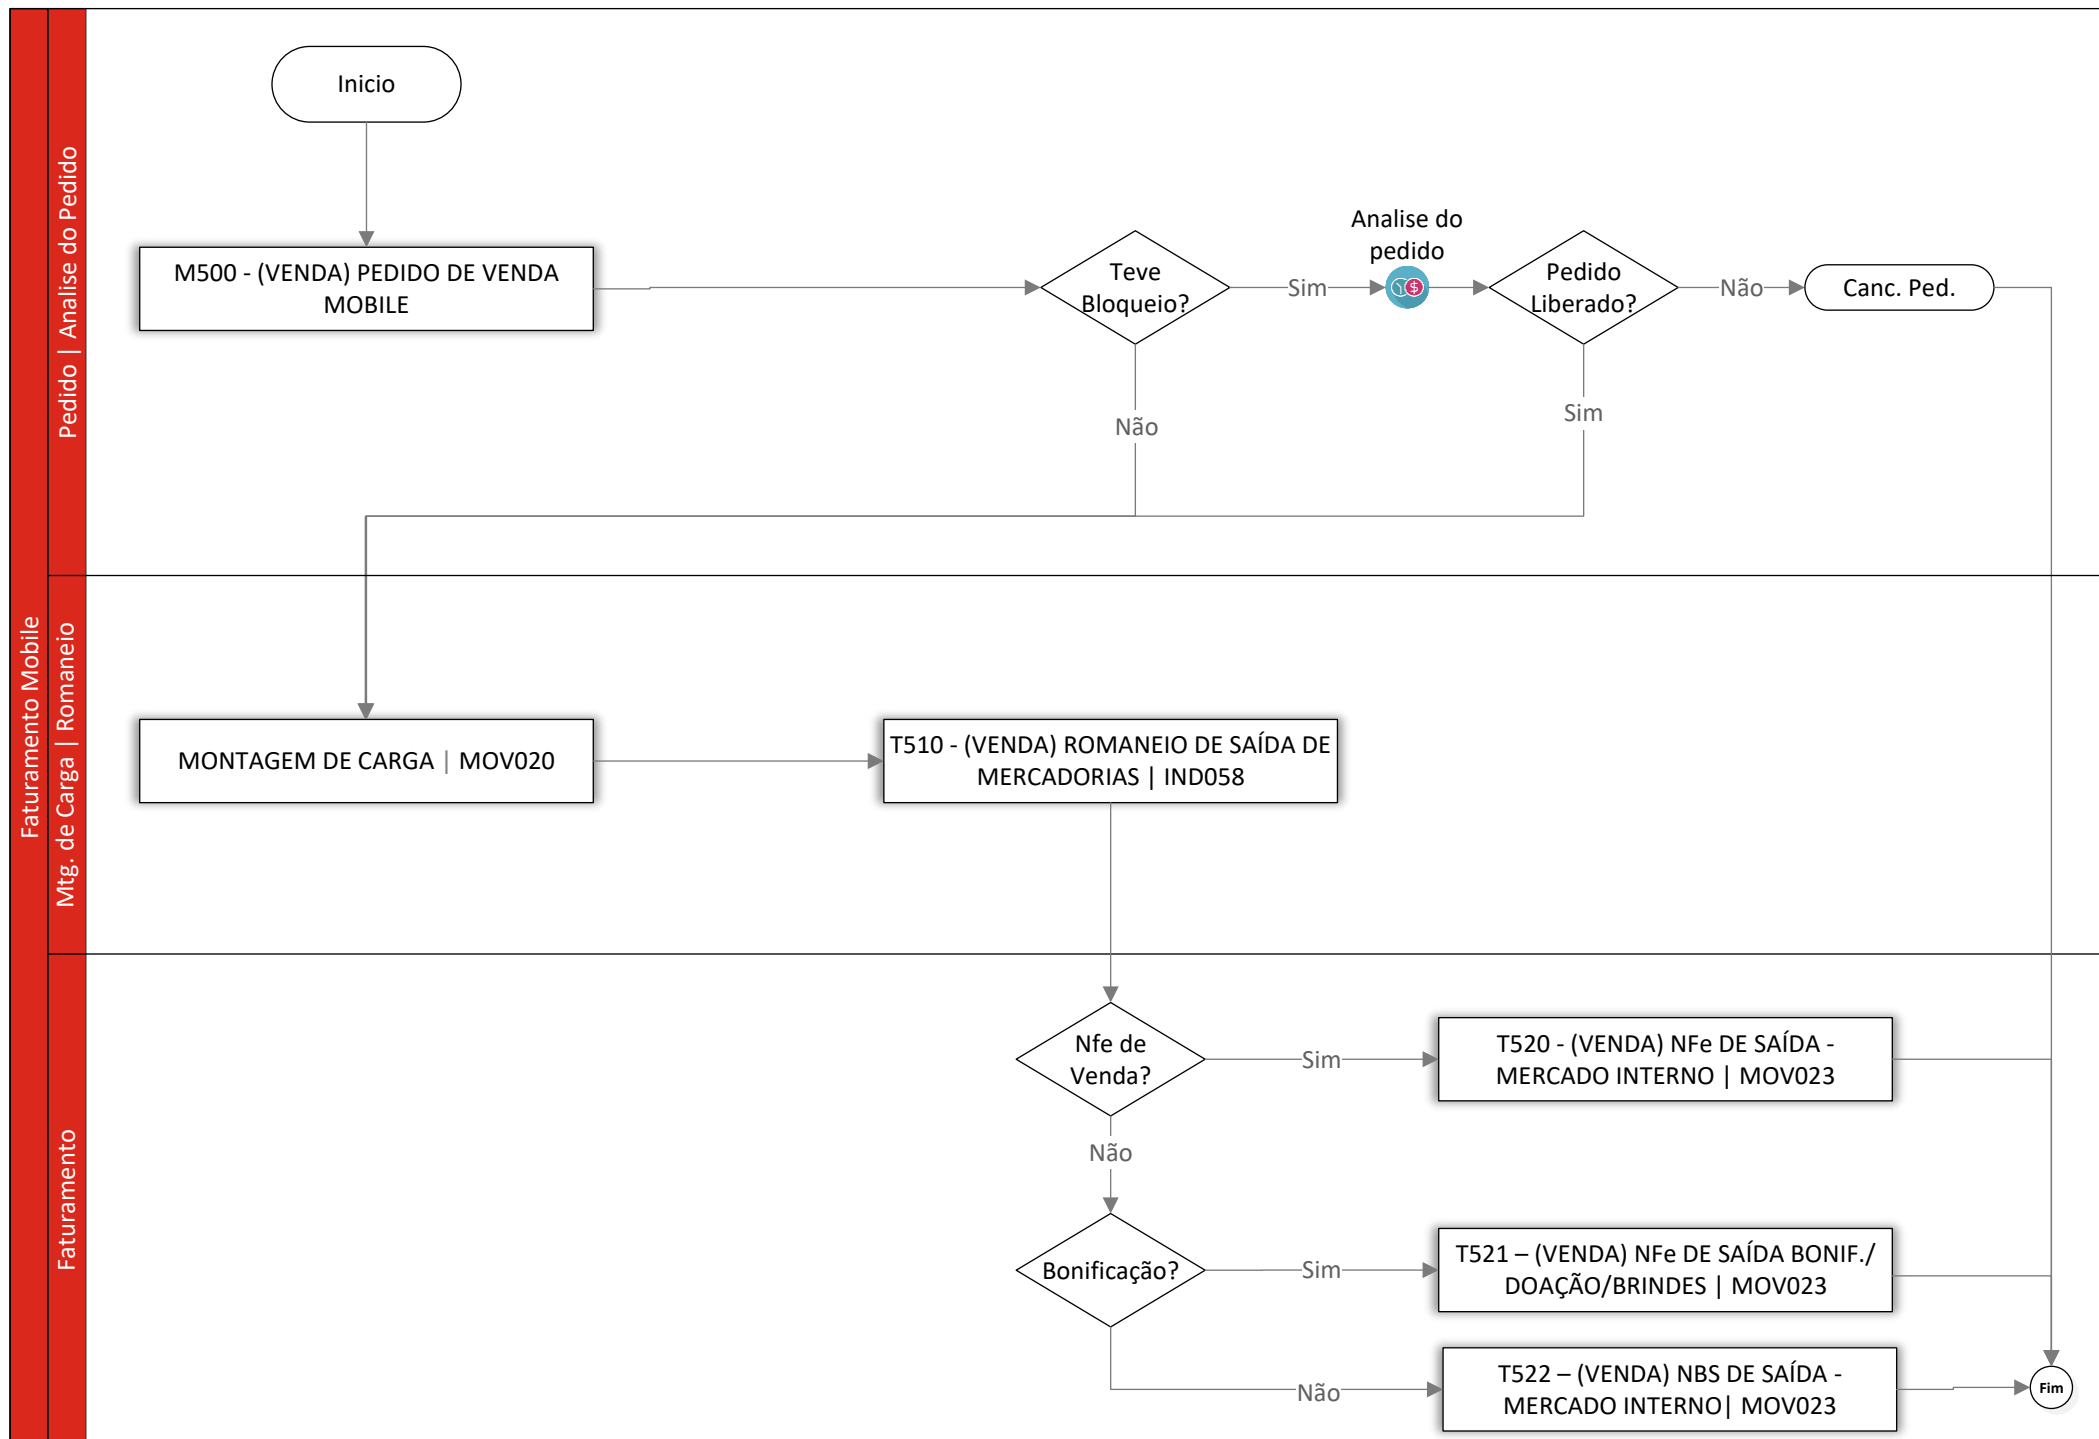 Faturamento Mobile
Pedido | Analise do Pedido
Inicio
M500 - (VENDA) PEDIDO DE VENDA
MOBILE
Teve
Bloqueio?
Sim
Analise do
pedido
$
Pedido
Liberado?
Não
Canc. Ped.
Não
Sim
Mtg. de Carga | Romaneio
MONTAGEM DE CARGA | MOV020
T510 - (VENDA) ROMANEIO DE SAÍDA DE
MERCADORIAS | IND058
Faturamento
Nfe de
Venda?
Sim
T520 - (VENDA) NFe DE SAÍDA -
MERCADO INTERNO | MOV023
Não
Bonificação?
Sim
T521 – (VENDA) NFe DE SAÍDA BONIF./
DOAÇÃO/BRINDES | MOV023
Não
T522 – (VENDA) NBS DE SAÍDA -
MERCADO INTERNO| MOV023
Fim